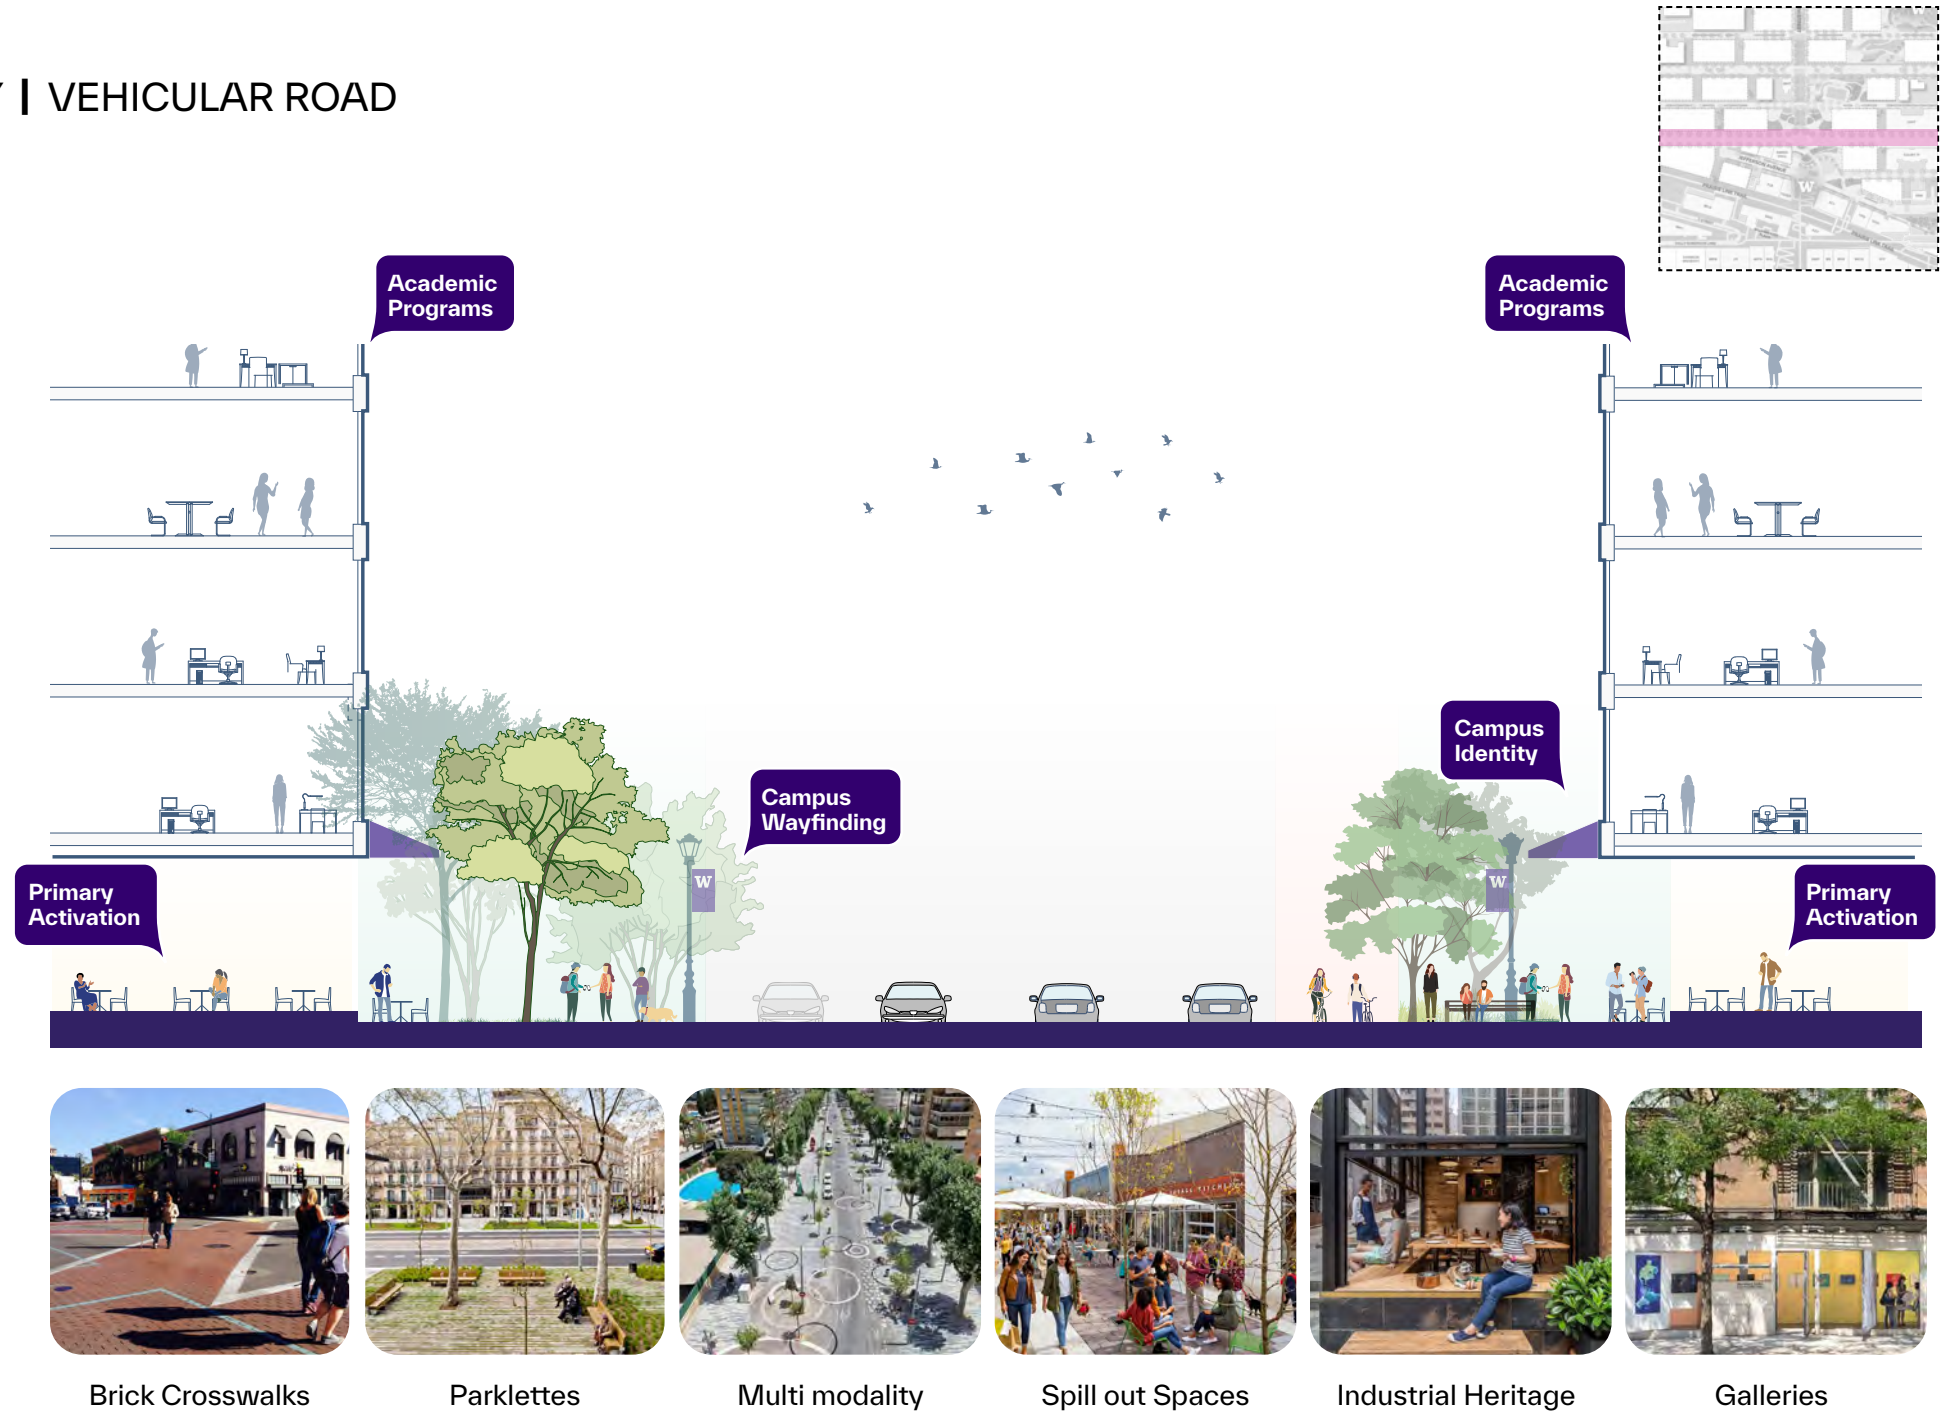 | VEHICULAR ROAD
W
Academic
Programs
Academic
Programs
Campus
Identity
Campus
Wayfinding
Primary
Activation
W
W
Primary
Activation
Brick Crosswalks
Parklettes
Multi modality
Spill out Spaces
Industrial Heritage
Galleries